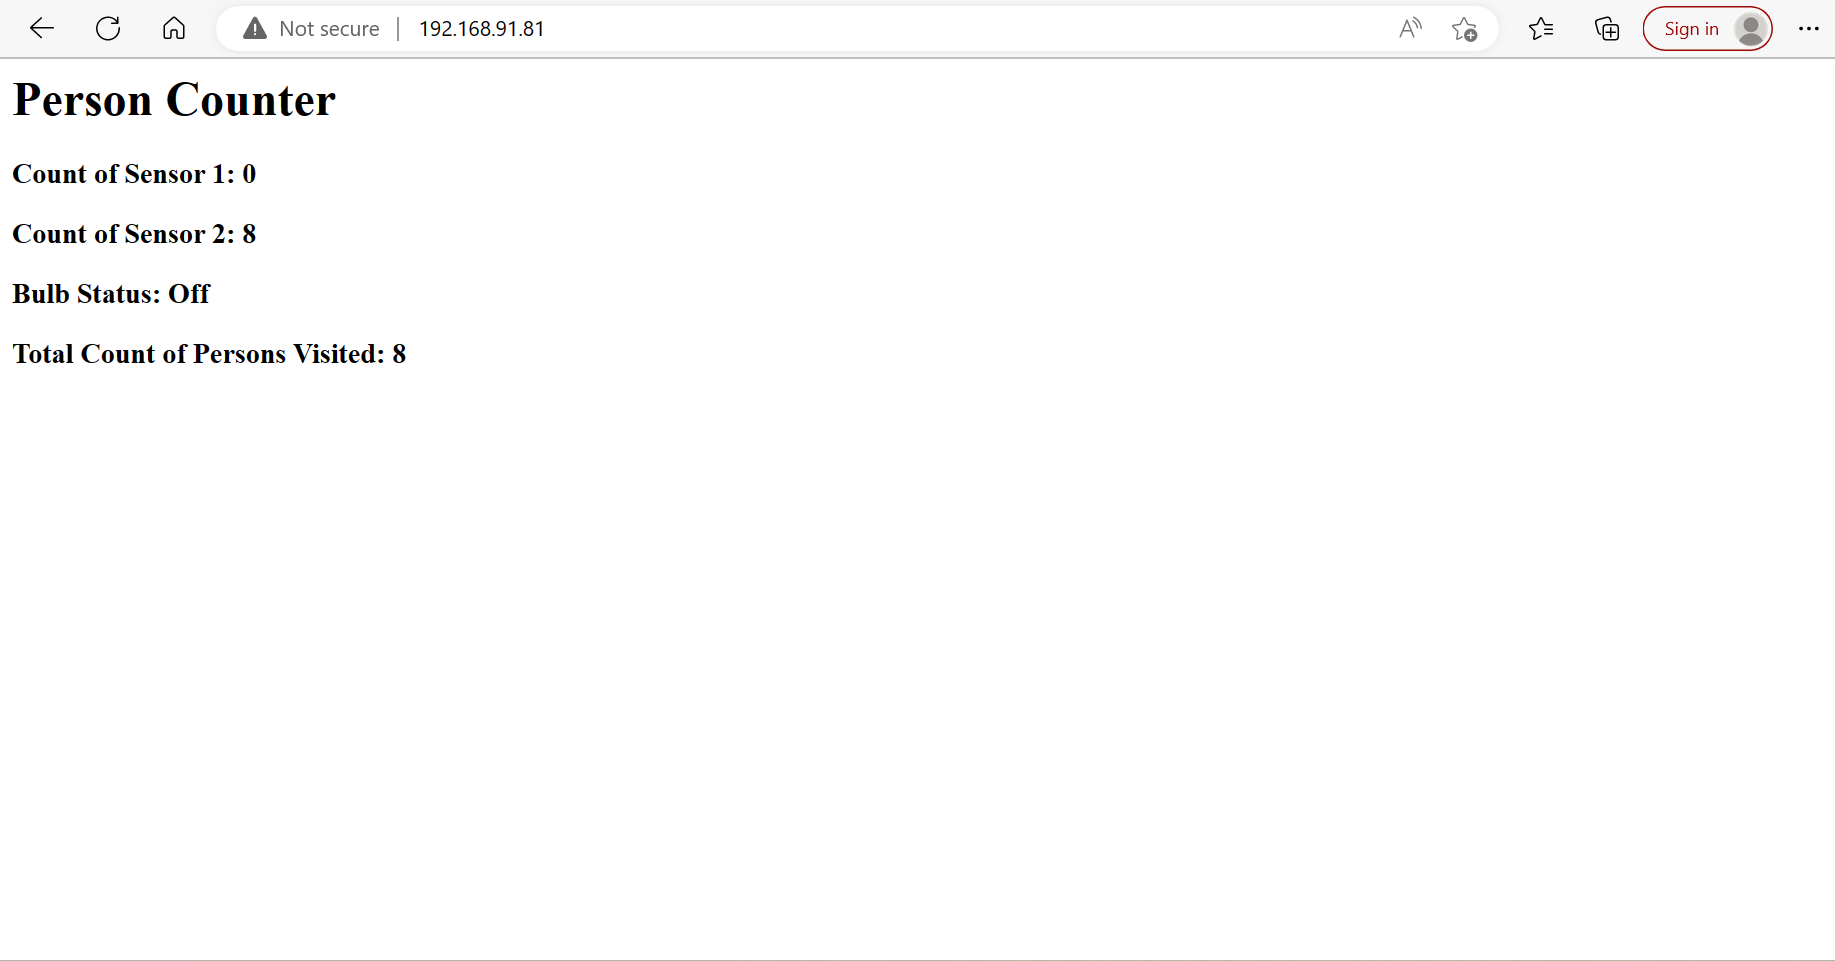 Not secure | 192.168.91.81
Sign in
Person Counter
Count of Sensor 1: 0
Count of Sensor 2: 8
Bulb Status: Off
Total Count of Persons Visited: 8